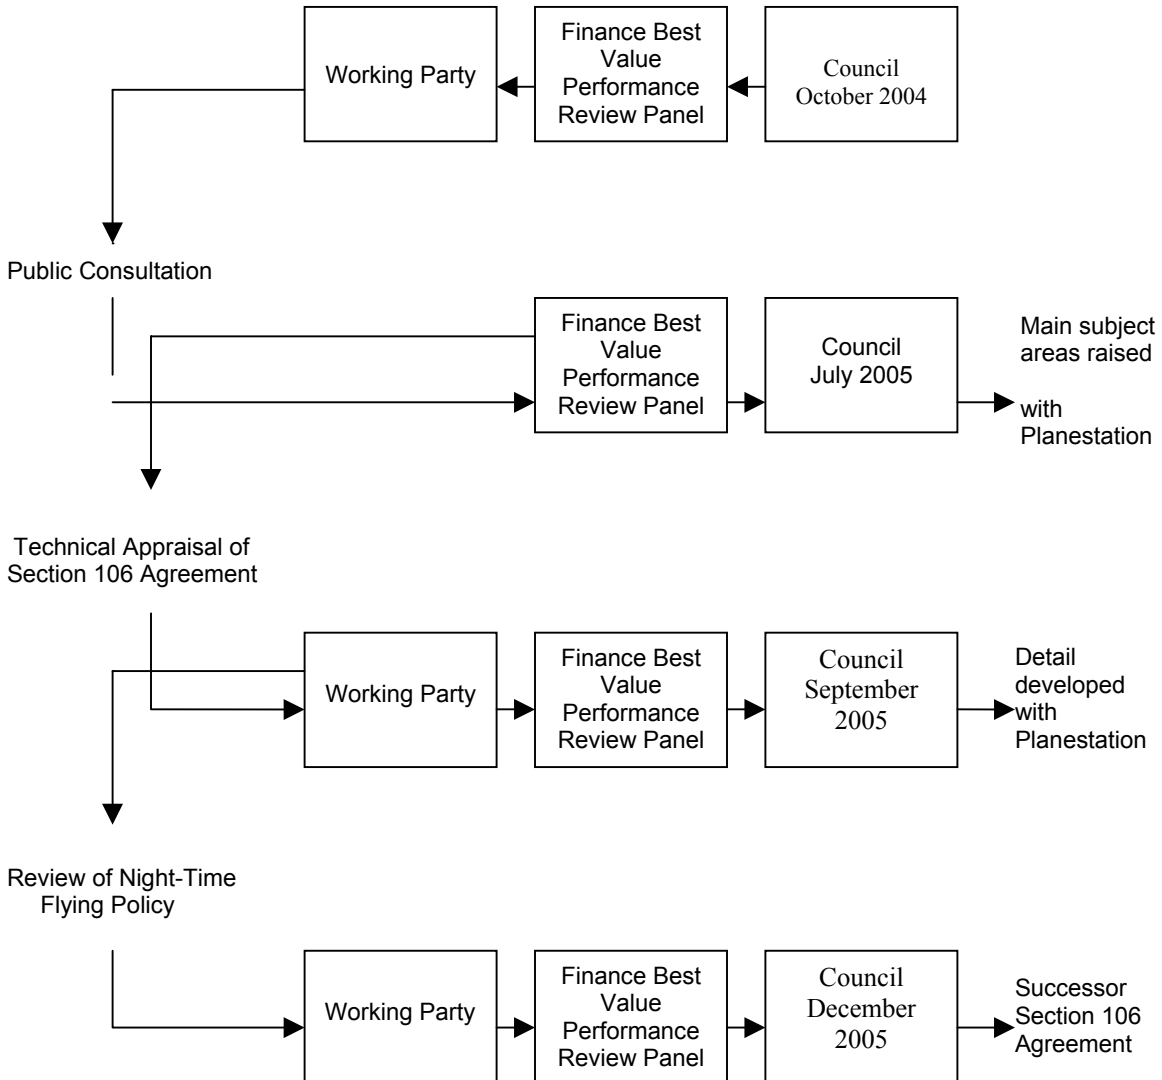 Working Party
Finance Best
Value
Performance
Review Panel
Council
October 2004
Public Consultation
Finance Best
Value
Performance
Review Panel
Council
July 2005
Main subject
areas raised
with
Planestation
Technical Appraisal of
Section 106 Agreement
Working Party
Finance Best
Value
Performance
Review Panel
Council
September
2005
Detail
developed
with
Planestation
Review of Night-Time
Flying Policy
Working Party
Finance Best
Value
Performance
Review Panel
Council
December
2005
Successor
Section 106
Agreement